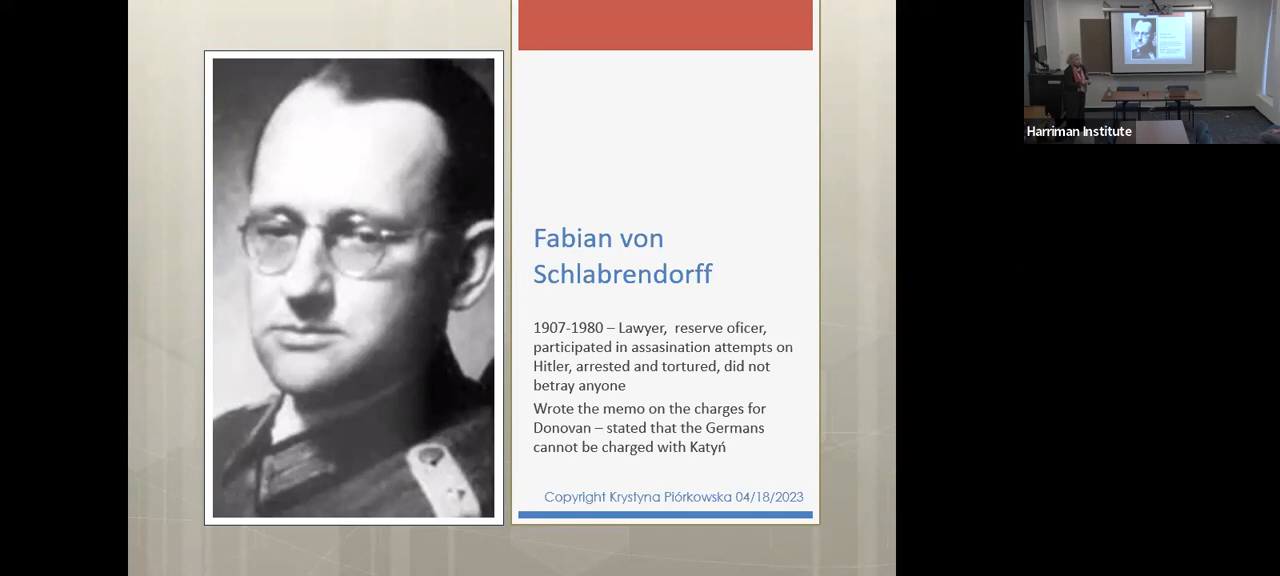 Fabian von
Schlabrendorff
1907-1980 – Lawyer,  reserve oficer,
participated in assasination attempts on
Hitler, arrested and tortured, did not
betray anyone
Wrote the memo on the charges for
Donovan – stated that the Germans
cannot be charged with Katyń
Copyright Krystyna Piórkowska 04/18/2023
Harriman Institute